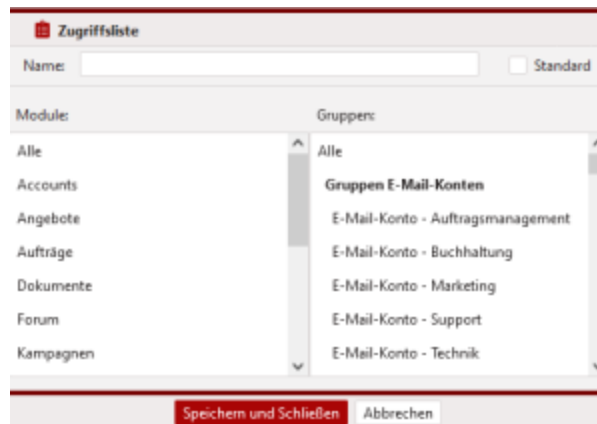 Zugriffsliste
Name:
Standard
Module:
Gruppen:
Alle
Accounts
Angebote
Aufträge
Dokumente
Forum
Kampagnen
Alle
Gruppen E-Mail-Konten
E-Mail-Konto - Auftragsmanagement
E-Mail-Konto - Buchhaltung
E-Mail-Konto - Marketing
E-Mail-Konto - Support
E-Mail-Konto - Technik
Speichern und Schließen
Abbrechen